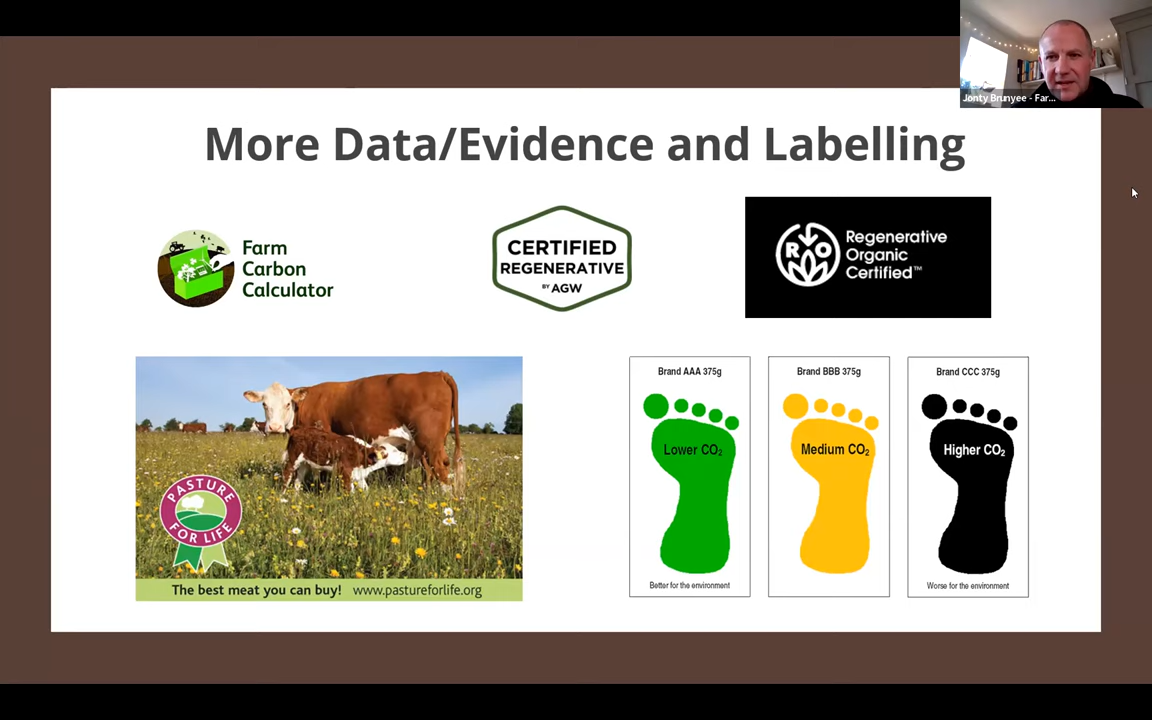 Jonty Brunyee - Far...
More Data/Evidence and Labelling
Farm
Carbon
Calculator
CERTIFIED
REGENERATIVE
BY AGW
R O
Regenerative
Organic
Certified™
PASTURE
FOR LIFE
The best meat you can buy! www.pastureforlife.org
Brand AAA 375g
Lower CO₂
Better for the environment
Brand BBB 375g
Medium CO₂
Brand CCC 375g
Higher CO₂
Worse for the environment